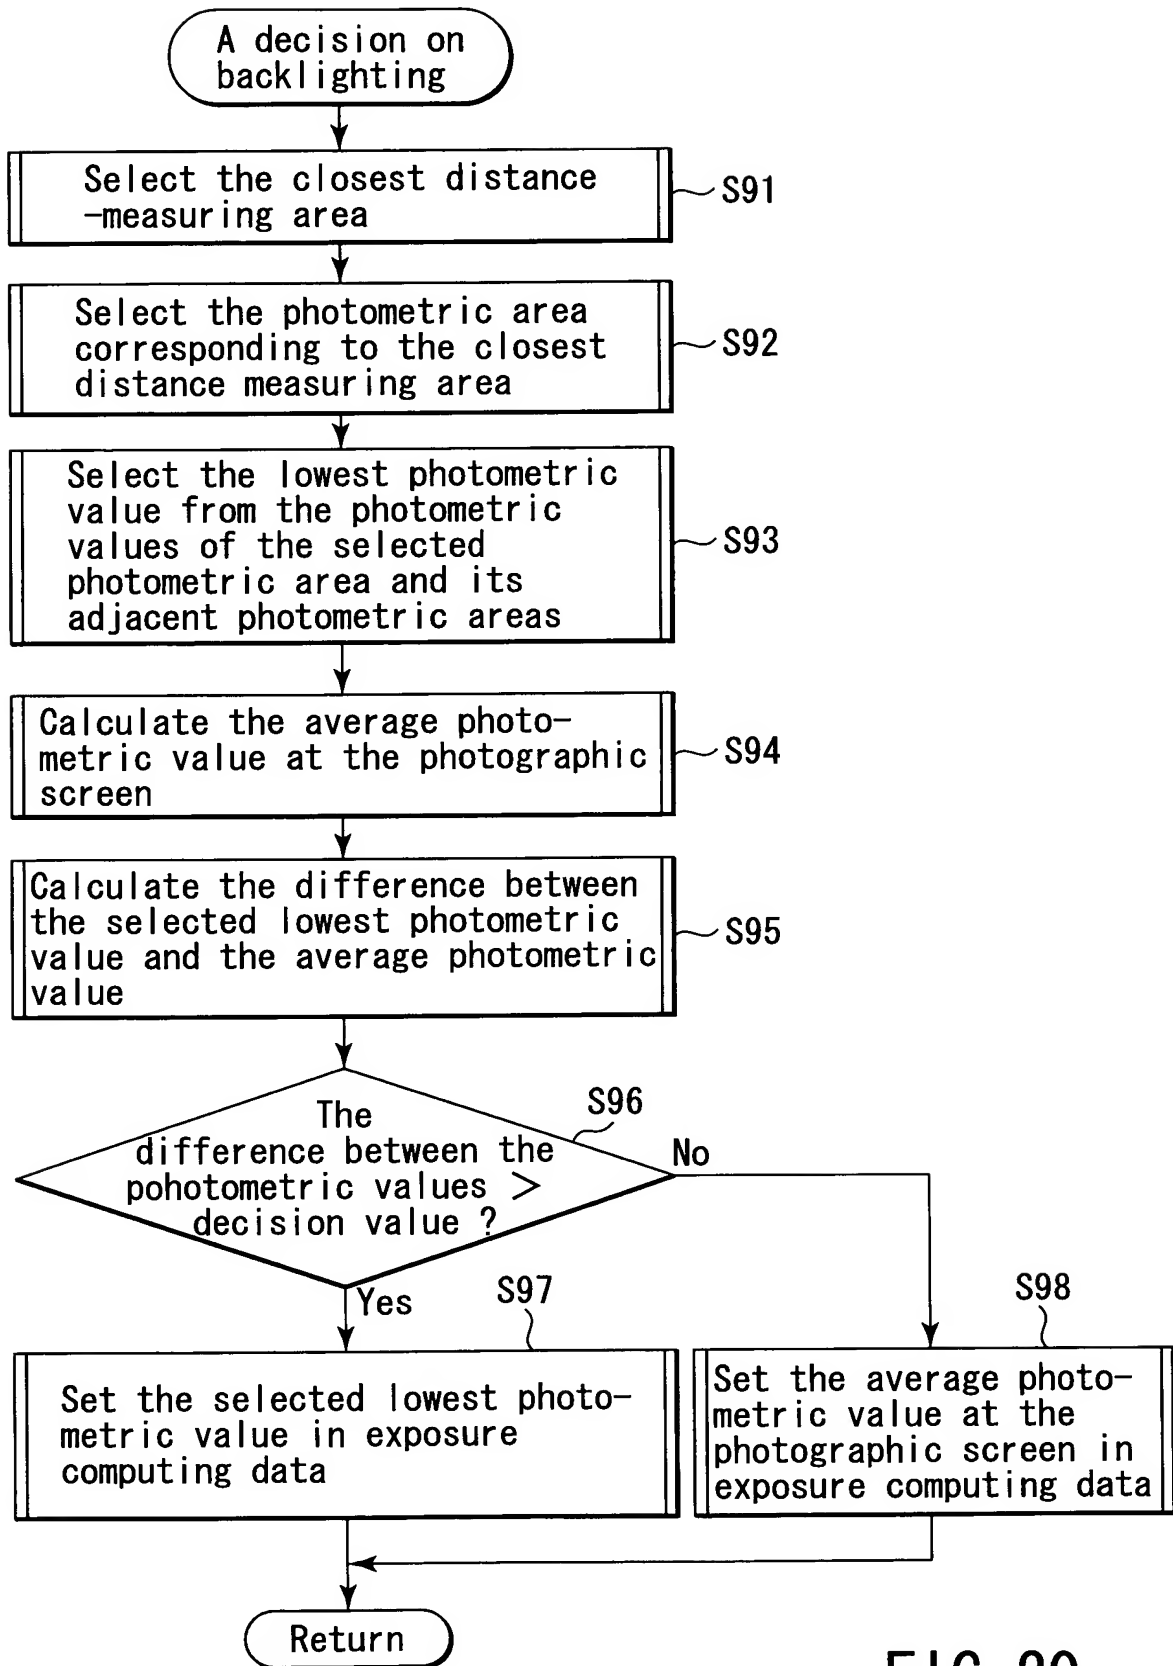 A decision on
backlighting
Select the closest distance
-measuring area
S91
Select the photometric area
corresponding to the closest
distance measuring area
S92
Select the lowest photometric
value from the photometric
values of the selected
photometric area and its
adjacent photometric areas
S93
Calculate the average photo-
metric value at the photographic
screen
S94
Calculate the difference between
the selected lowest photometric
value and the average photometric
value
S95
The
difference between the
pohotometric values >
decision value ?
S96
No
Yes
S97
Set the selected lowest photo-
metric value in exposure
computing data
S98
Set the average photo-
metric value at the
photographic screen in
exposure computing data
Return